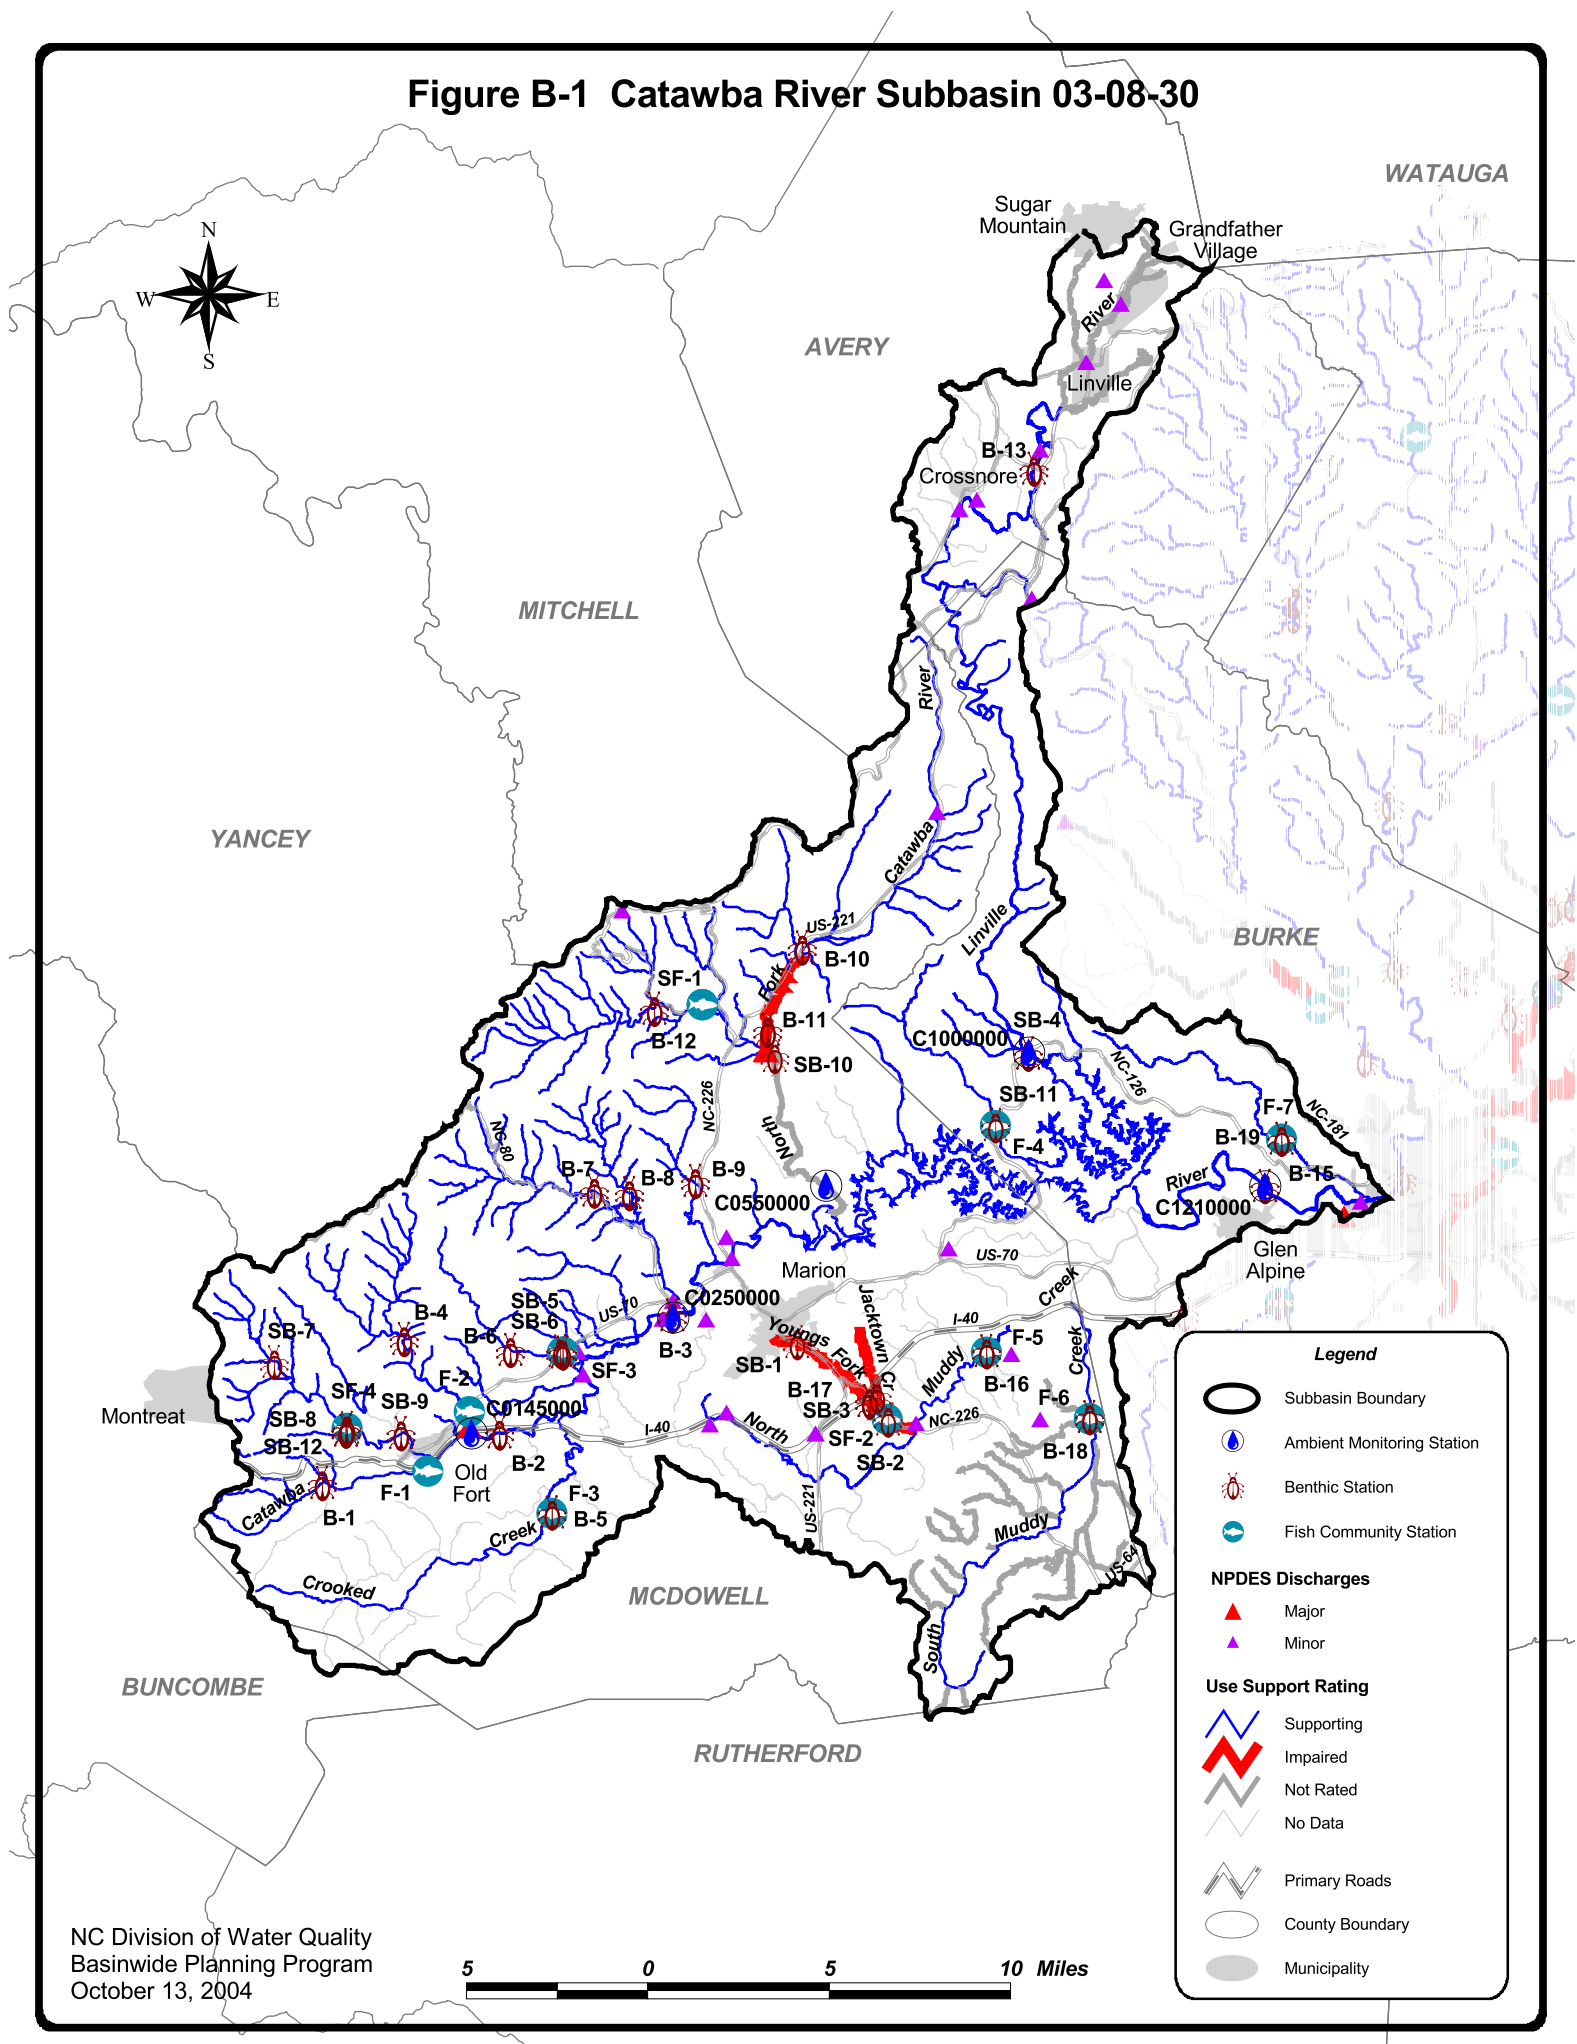 Figure B-1 Catawba River Subbasin 03-08-30
WATAUGA
Sugar
Mountain
Grandfather
Village
N
W
E
S
River
AVERY
Linville
B-13
Crossnore
MITCHELL
River
YANCEY
Catawba
US-221
Linville
BURKE
B-10
SF-1
Fork
B-11
SB-4
C1000000
B-12
SB-10
NC-126
SB-11
NC-226
F-7
NC-181
North
NC-80
F-4
B-19
B-7
B-8
B-9
River
B-15
C0550000
C1210000
US-70
Glen
Alpine
Marion
Creek
C0250000
SB-5
US-70
Jacktown
SB-6
B-4
I-40
SB-7
B-6
Youngs
F-5
Creek
B-3
SB-1
Fork
SF-3
Muddy
Cr
F-2
B-17
B-16
SF-4
SB-9
F-6
Montreat
C0145000
SB-3
SB-8
NC-226
I-40
North
SF-2
SB-12
B-18
B-2
SB-2
Old
Fort
F-1
F-3
Catawba
B-1
B-5
US-221
Creek
Muddy
US-64
Crooked
MCDOWELL
South
BUNCOMBE
RUTHERFORD
Legend
Subbasin Boundary
Ambient Monitoring Station
Benthic Station
Fish Community Station
NPDES Discharges
Major
Minor
Use Support Rating
Supporting
Impaired
Not Rated
No Data
Primary Roads
County Boundary
Municipality
NC Division of Water Quality
Basinwide Planning Program
October 13, 2004
5 0 5 10 Miles